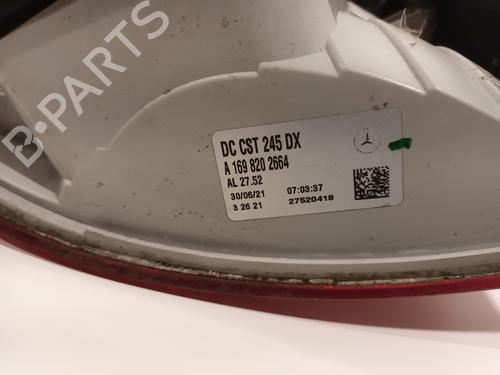 B-PARTS
DC CST 245 DX
A 169 820 2664
AL 27.52
30/06/21 07:03:37
3 26 21 27520418